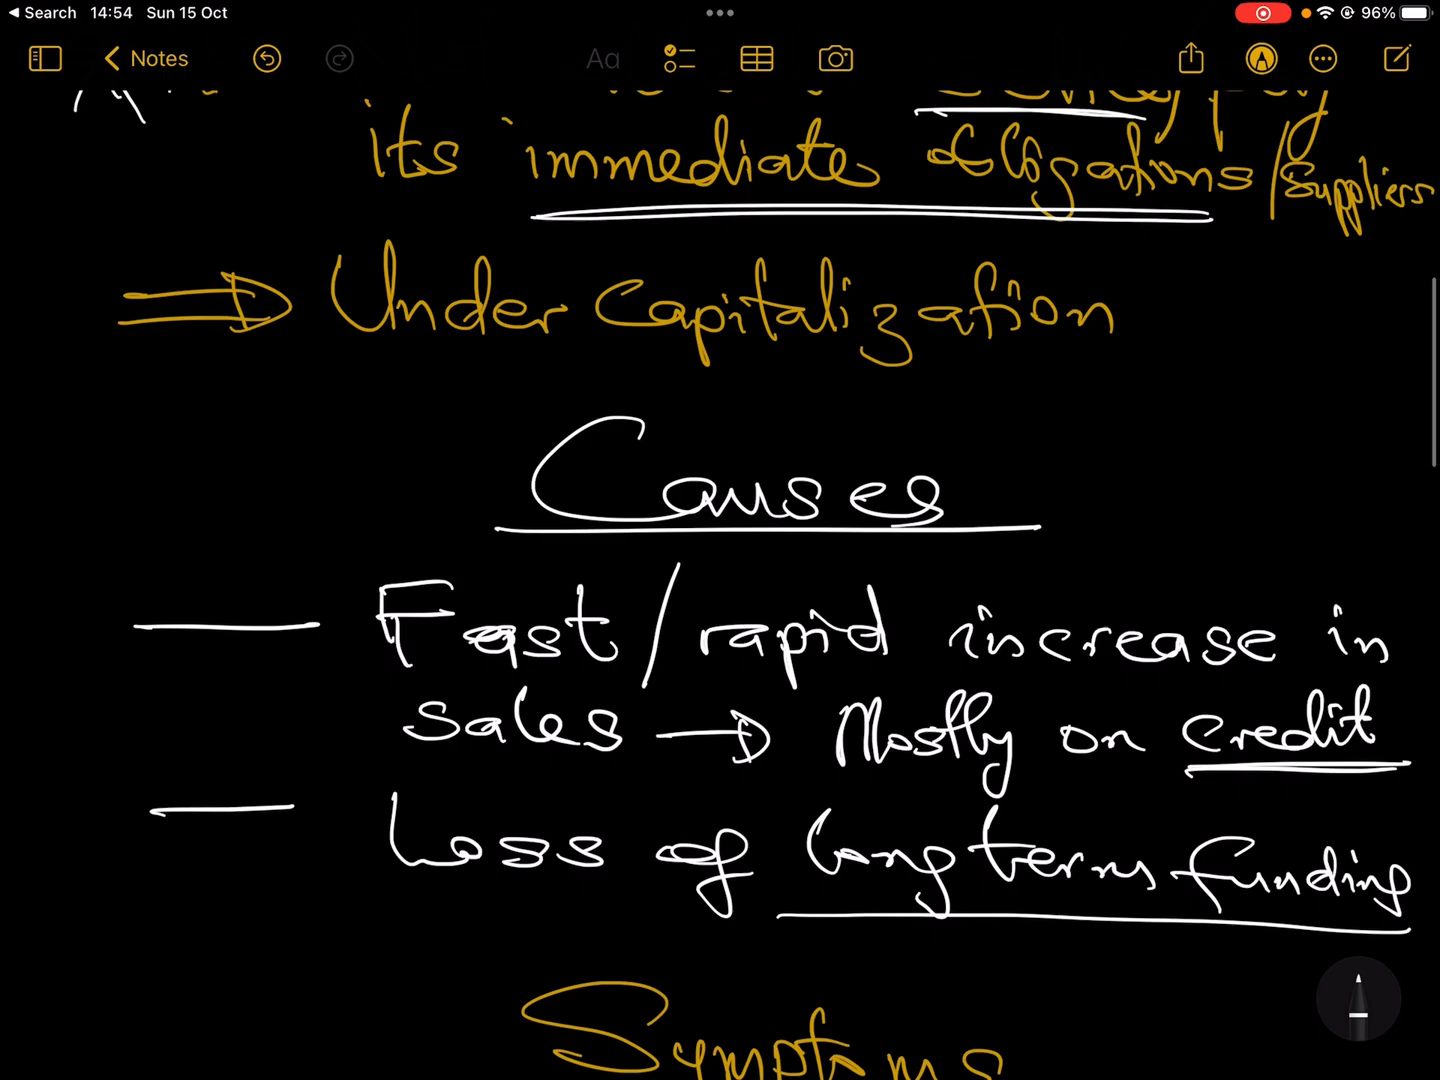 Search 14:54 Sun 15 Oct 96%
Notes Aa
its immediate obligations/suppliers
Under Capitalization
Causes
Fast/rapid increase in
sales → Mostly on credit
Loss of long term funding
Symptoms